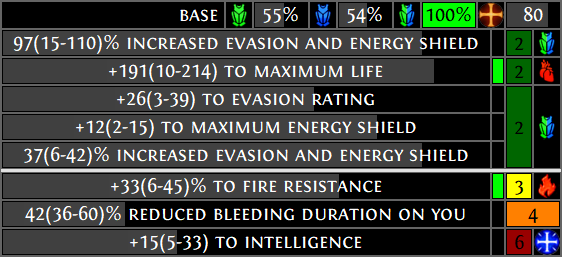 BASE 55% 54% 100% 80
97(15-110)% INCREASED EVASION AND ENERGY SHIELD 2
+191(10-214) TO MAXIMUM LIFE 2
+26(3-39) TO EVASION RATING
+12(2-15) TO MAXIMUM ENERGY SHIELD 2
37(6-42)% INCREASED EVASION AND ENERGY SHIELD
+33(6-45)% TO FIRE RESISTANCE 3
42(36-60)% REDUCED BLEEDING DURATION ON YOU 4
+15(5-33) TO INTELLIGENCE 6